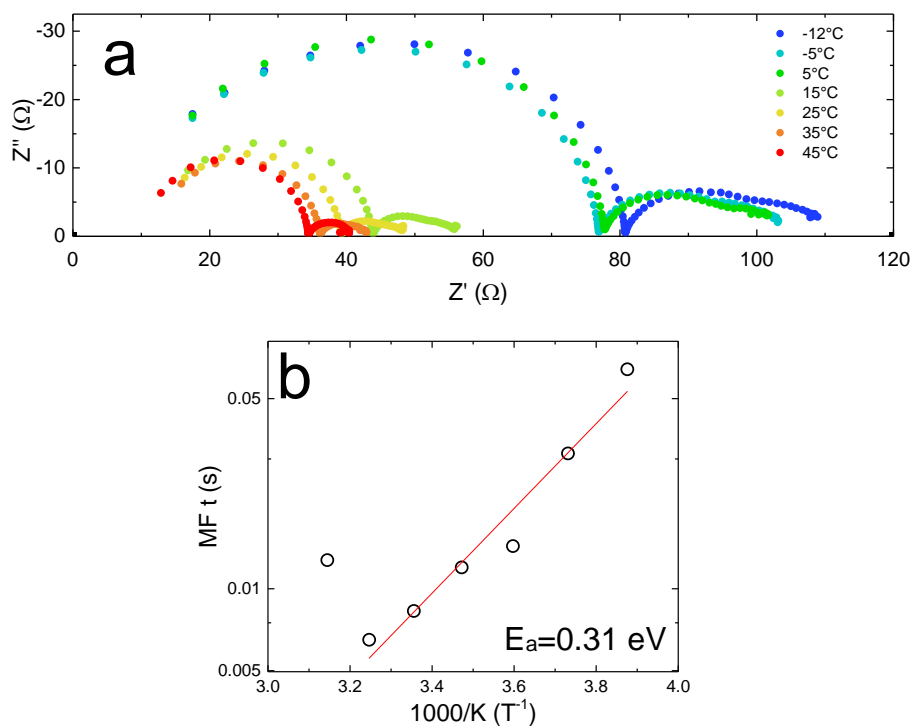 a
Z'' (Ω)
-30
-20
-10
0
-12°C
-5°C
5°C
15°C
25°C
35°C
45°C
0 20 40 60 80 100 120
Z' (Ω)
b
MF t (s)
0.05
0.01
0.005
Ea=0.31 eV
3.0 3.2 3.4 3.6 3.8 4.0
1000/K (T⁻¹)